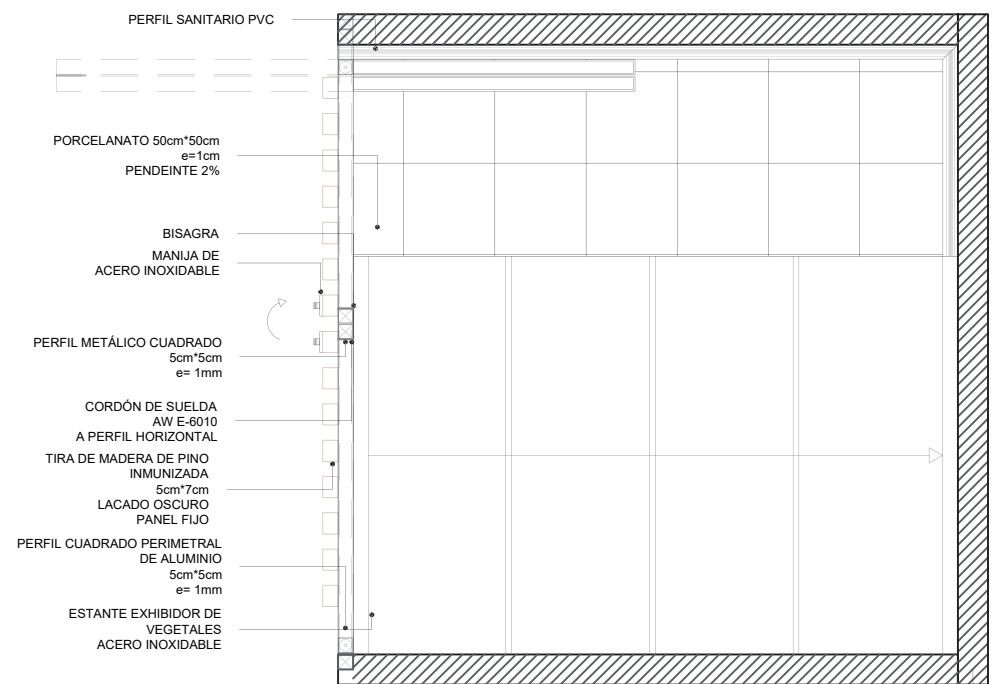 PERFIL SANITARIO PVC
PORCELANATO 50cm*50cm
e=1cm
PENDEINTE 2%
BISAGRA
MANIJA DE
ACERO INOXIDABLE
PERFIL METÁLICO CUADRADO
5cm*5cm
e= 1mm
CORDÓN DE SUELDA
AW E-6010
A PERFIL HORIZONTAL
TIRA DE MADERA DE PINO
INMUNIZADA
5cm*7cm
LACADO OSCURO
PANEL FIJO
PERFIL CUADRADO PERIMETRAL
DE ALUMINIO
5cm*5cm
e= 1mm
ESTANTE EXHIBIDOR DE
VEGETALES
ACERO INOXIDABLE